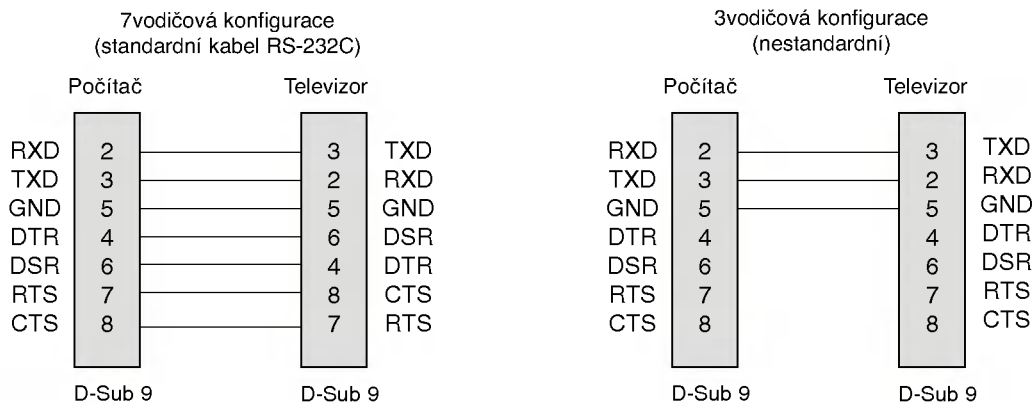 7vodičová konfigurace
(standardní kabel RS-232C)
Počítač Televizor
RXD 2 3 TXD
TXD 3 2 RXD
GND 5 5 GND
DTR 4 6 DSR
DSR 6 4 DTR
RTS 7 8 CTS
CTS 8 7 RTS
D-Sub 9 D-Sub 9
3vodičová konfigurace
(nestandardní)
Počítač Televizor
RXD 2 3 TXD
TXD 3 2 RXD
GND 5 5 GND
DTR 4 4 DTR
DSR 6 6 DSR
RTS 7 7 RTS
CTS 8 8 CTS
D-Sub 9 D-Sub 9